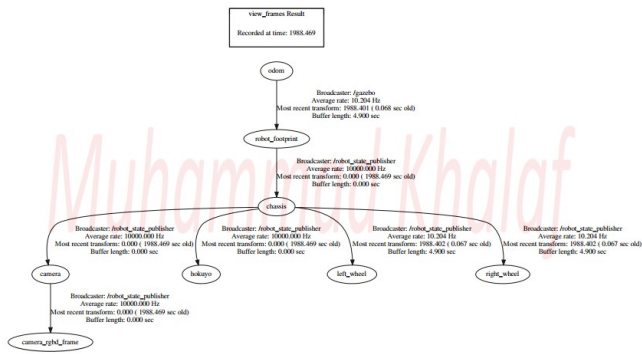 view_frames Result
Recorded at time: 1988.469
odom
Broadcaster: /gazebo
Average rate: 10.204 Hz
Most recent transform: 1988.401 ( 0.068 sec old)
Buffer length: 4.900 sec
robot_footprint
Broadcaster: /robot_state_publisher
Average rate: 10000.000 Hz
Most recent transform: 0.000 ( 1988.469 sec old)
Buffer length: 0.000 sec
Muhammad Khalaf
chassis
Broadcaster: /robot_state_publisher
Average rate: 10000.000 Hz
Most recent transform: 0.000 ( 1988.469 sec old)
Buffer length: 0.000 sec
Broadcaster: /robot_state_publisher
Average rate: 10000.000 Hz
Most recent transform: 0.000 ( 1988.469 sec old)
Buffer length: 0.000 sec
Broadcaster: /robot_state_publisher
Average rate: 10.204 Hz
Most recent transform: 1988.402 ( 0.067 sec old)
Buffer length: 4.900 sec
Broadcaster: /robot_state_publisher
Average rate: 10.204 Hz
Most recent transform: 1988.402 ( 0.067 sec old)
Buffer length: 4.900 sec
camera
hokuyo
left_wheel
right_wheel
Broadcaster: /robot_state_publisher
Average rate: 10000.000 Hz
Most recent transform: 0.000 ( 1988.469 sec old)
Buffer length: 0.000 sec
camera_rgbd_frame